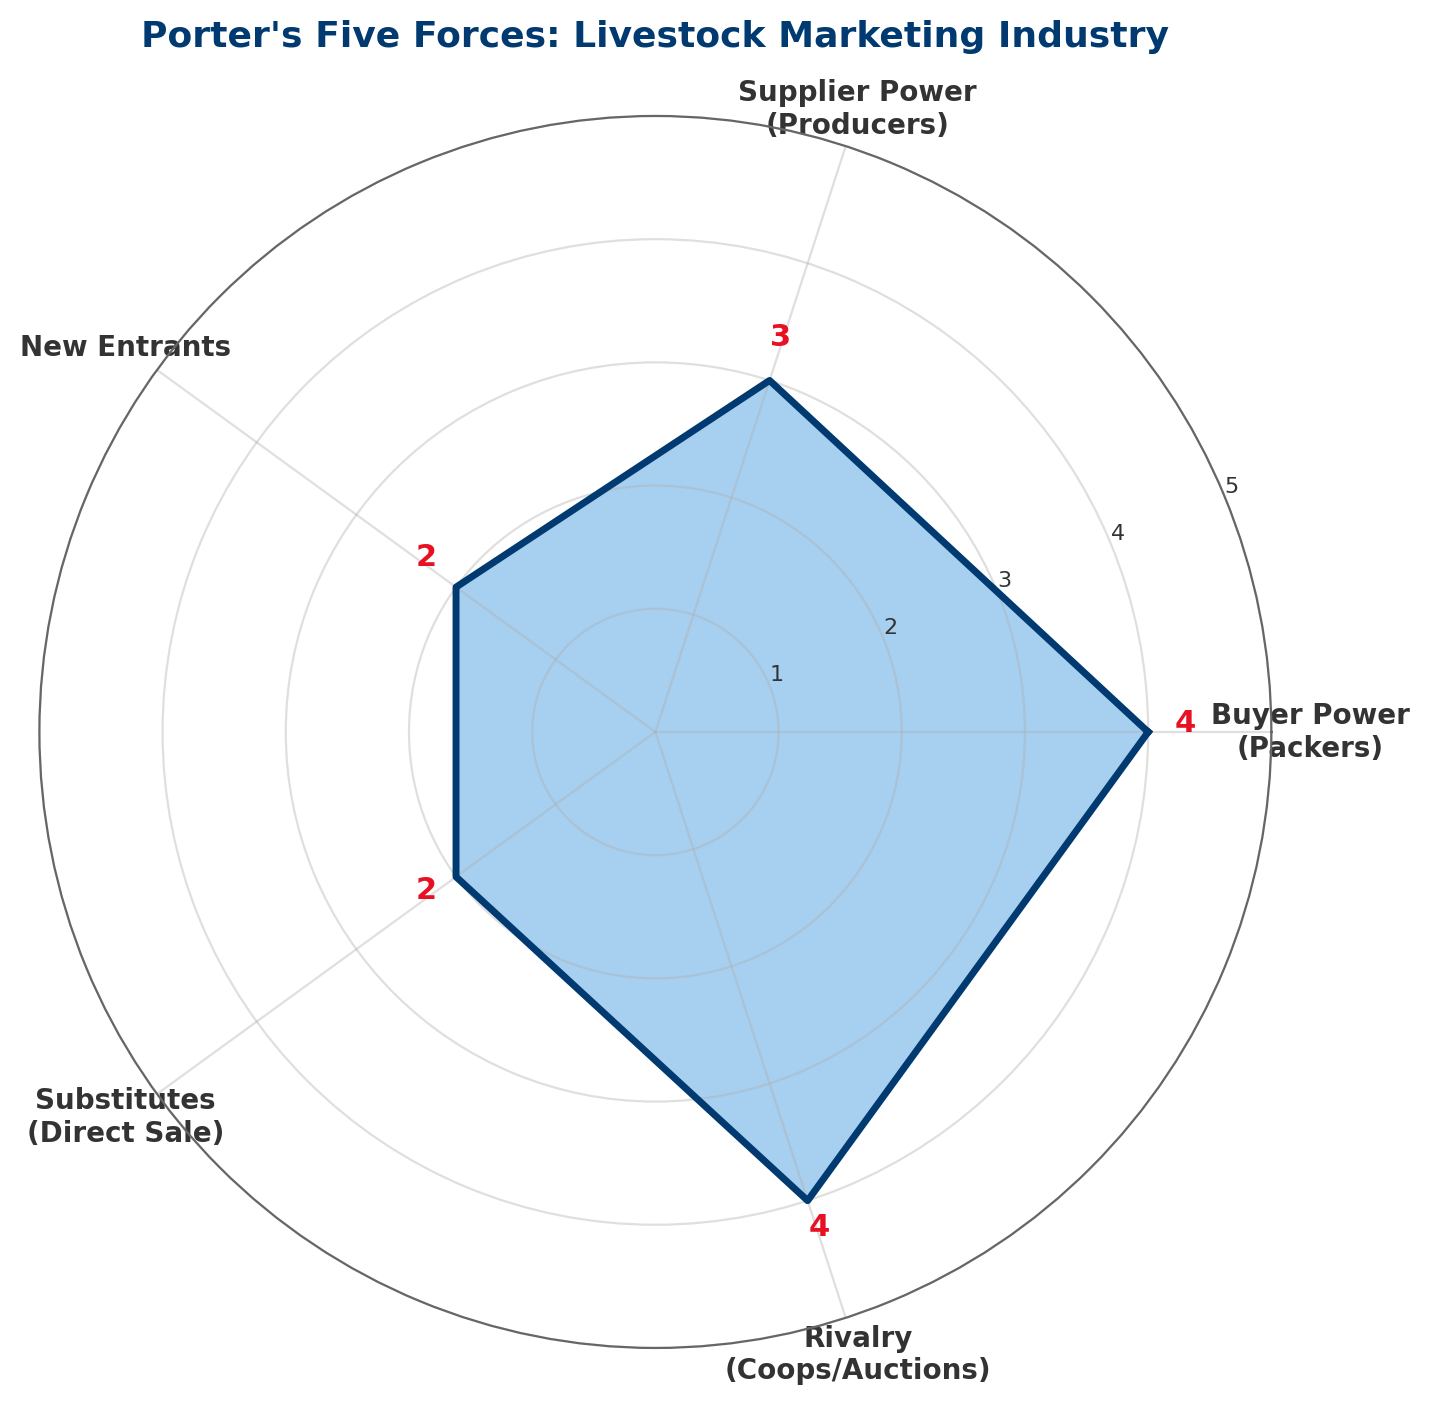 Porter's Five Forces: Livestock Marketing Industry
Supplier Power
(Producers)
3
New Entrants
2
5
4
3
2
1
4
Buyer Power
(Packers)
2
Substitutes
(Direct Sale)
4
Rivalry
(Coops/Auctions)